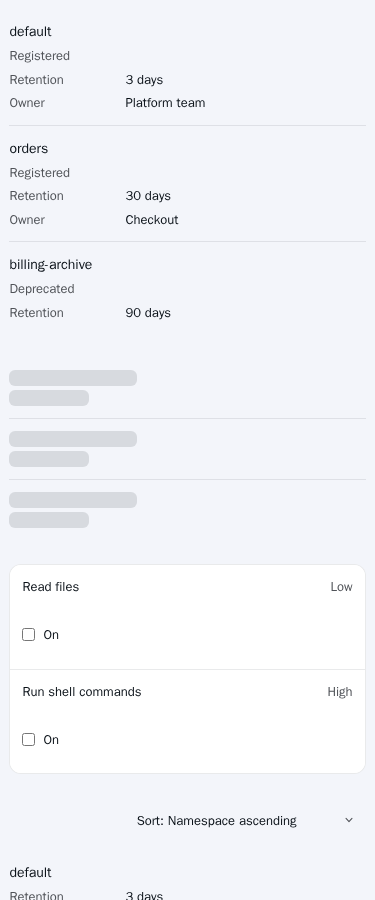 default
Registered
Retention 3 days
Owner Platform team
orders
Registered
Retention 30 days
Owner Checkout
billing-archive
Deprecated
Retention 90 days
Read files Low
On
Run shell commands High
On
Sort: Namespace ascending
default
Retention 3 days